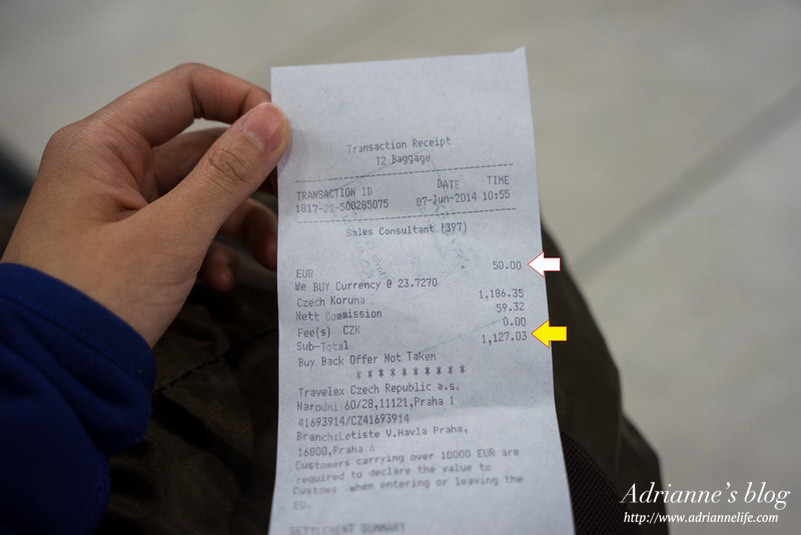 Transaction Receipt
T2 Baggage
TRANSACTION ID DATE TIME
1017-22-500285075 07-Jun-2014 10:55
Sales Consultant (397)
EUR 50.00
We BUY Currency @ 23.7270
Czech Koruna 1,186.35
Nett Commission 59.32
Fee(s) CZK 0.00
Sub-Total 1,127.03
Buy Back Offer Not Taken
* * * * * * * * * *
Travelex Czech Republic a.s.
Narodni 60/28,11121,Praha 1
41693914/CZ41693914
Branch:Letiste V.Havla Praha,
16800,Praha 6
Customers carrying over 10000 EUR are
required to declare the value to
Customs when entering or leaving the
EU.
SETTLEMENT SUMMARY
Adrianne's blog
http://www.adriannelife.com/